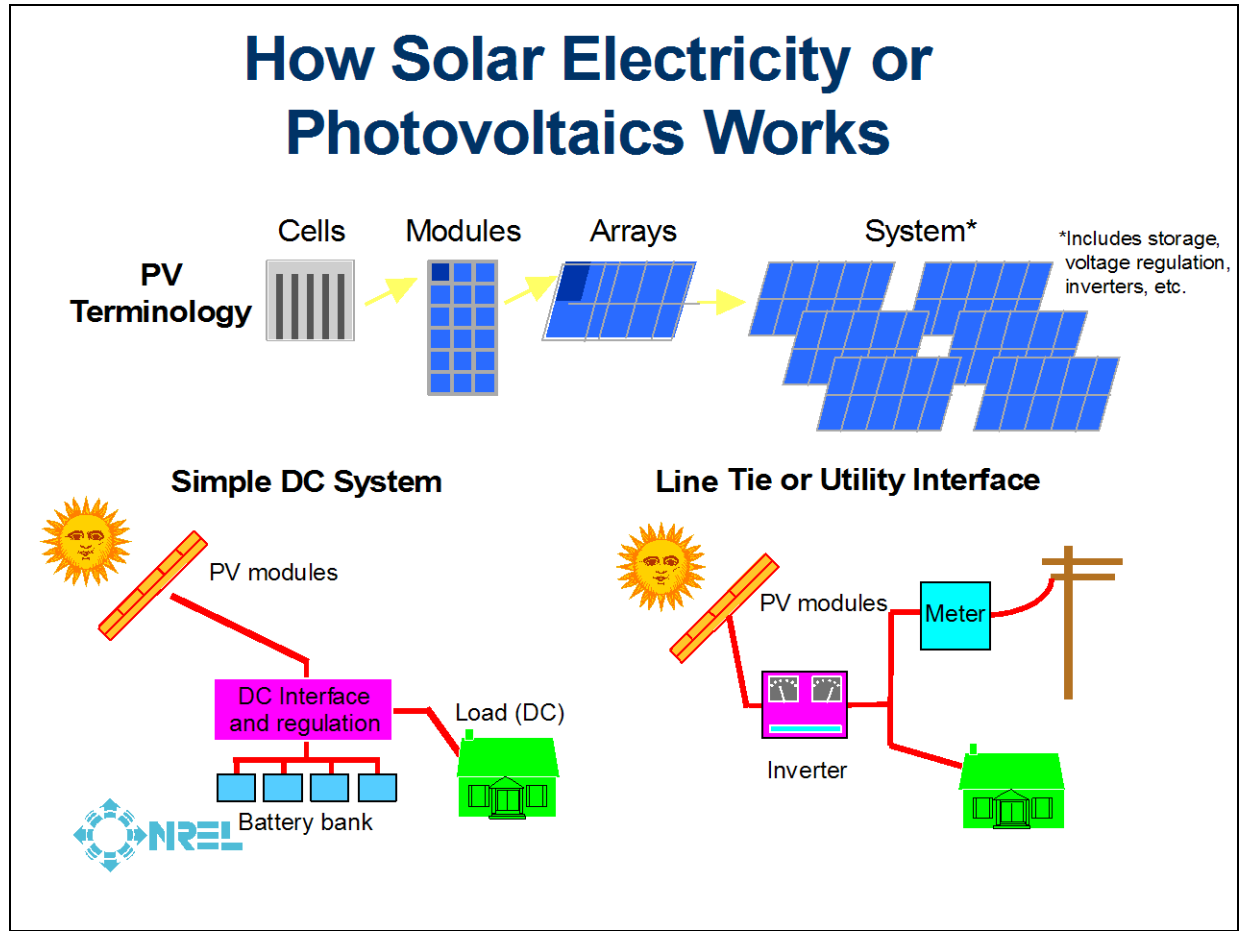 How Solar Electricity or
Photovoltaics Works
Cells
Modules
Arrays
System*
*Includes storage,
voltage regulation,
inverters, etc.
PV
Terminology
Simple DC System
PV modules
DC Interface
and regulation
Load (DC)
Battery bank
NREL
Line Tie or Utility Interface
PV modules
Meter
Inverter